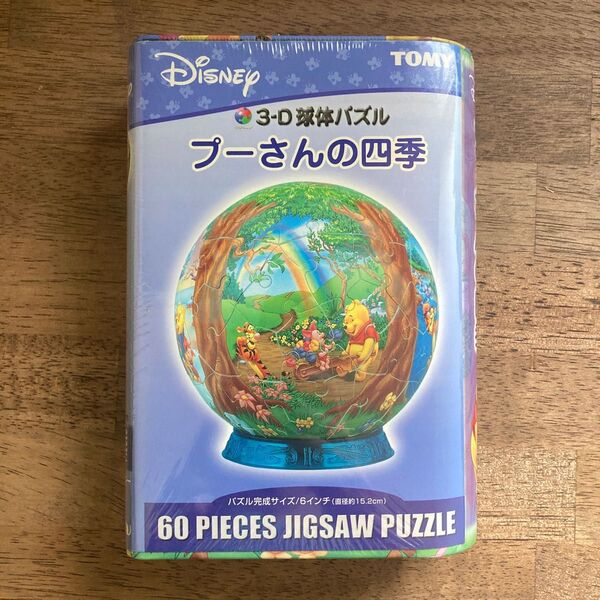 DISNEY
TOMY
3-D 球体パズル
プーさんの四季
パズル完成サイズ/6インチ(直径約15.2cm)
60 PIECES JIGSAW PUZZLE